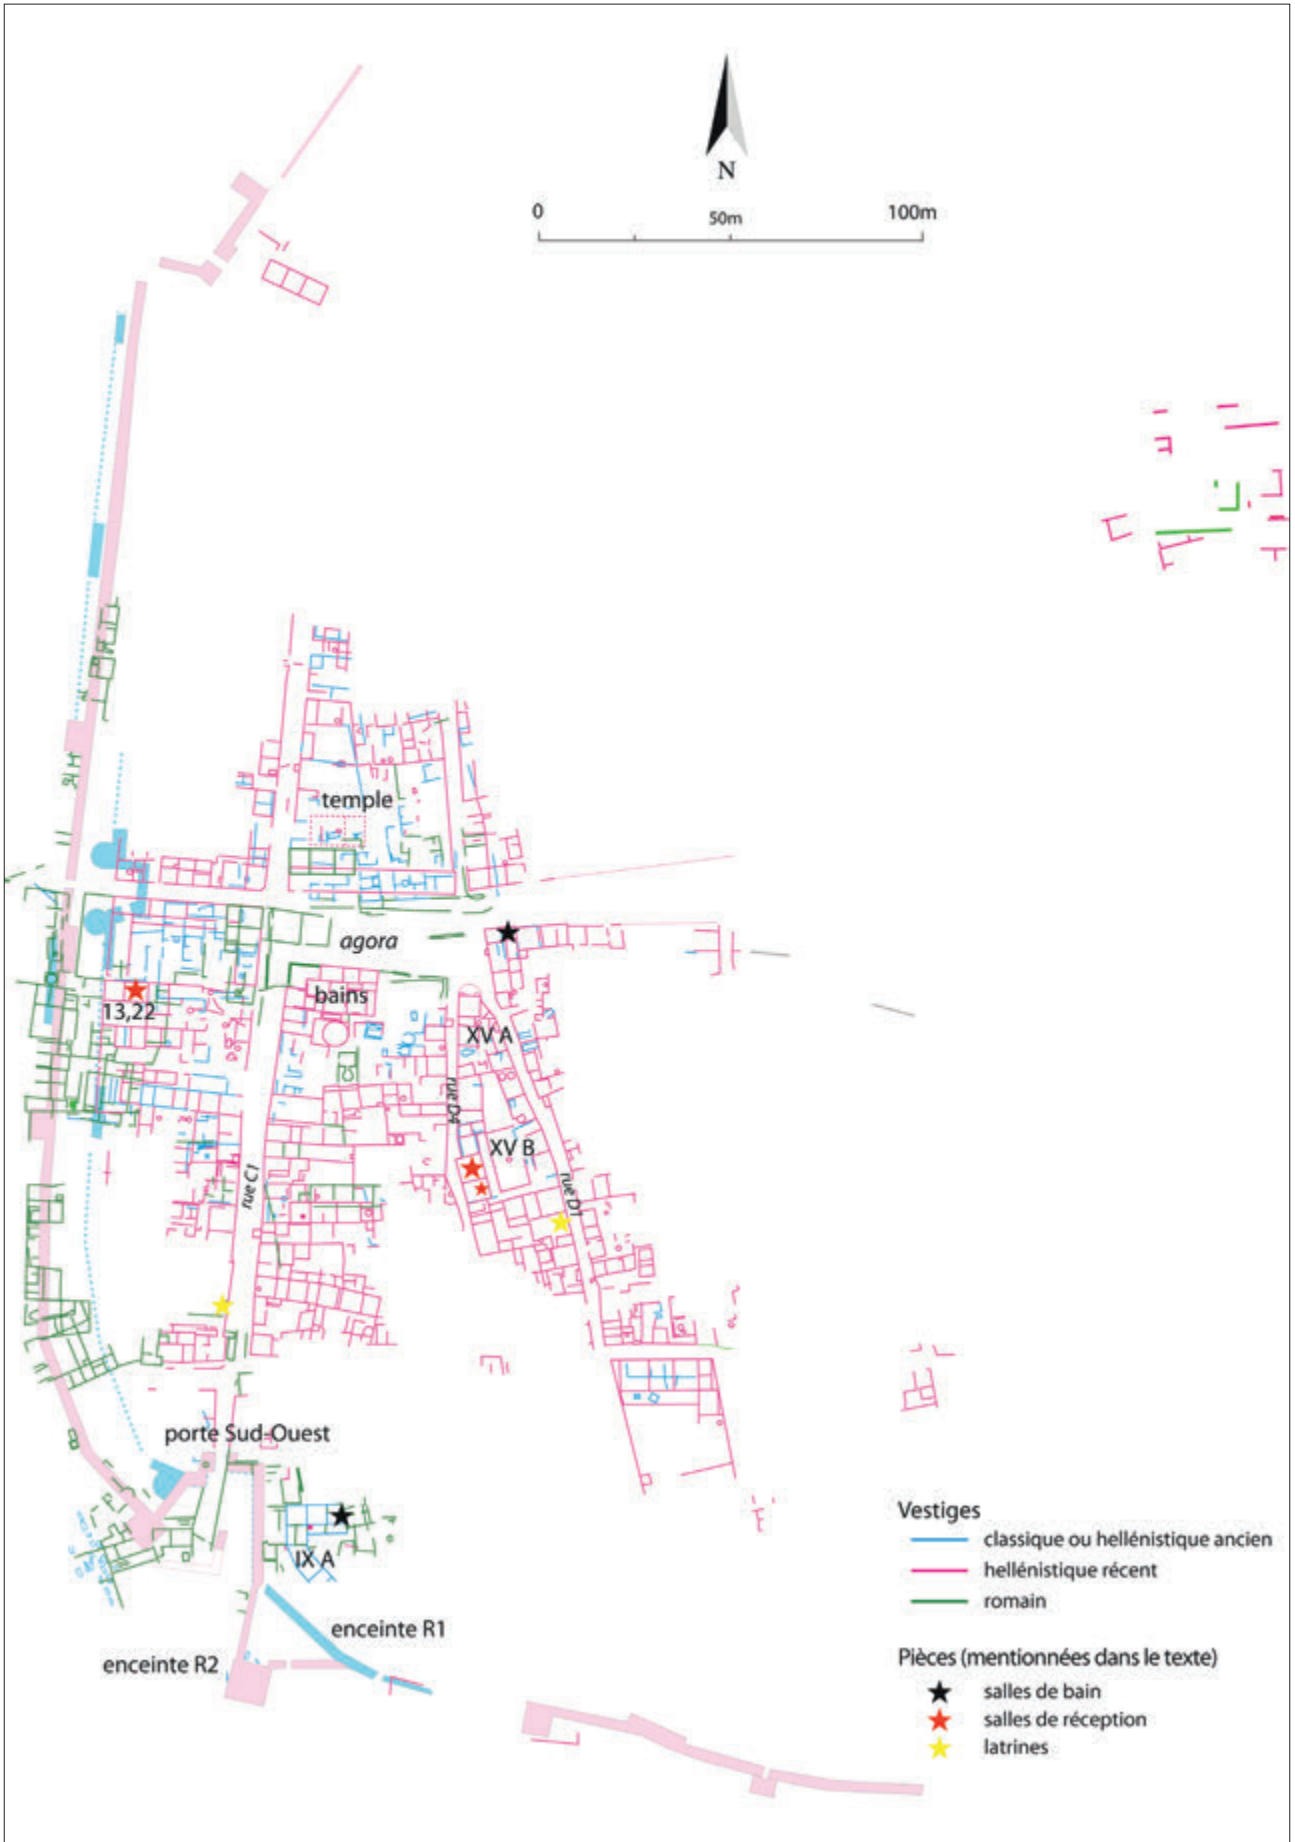 N
0
50m
100m
temple
agora
bains
13,22
XV A
rue D4
XV B
rue C1
rue D1
porte Sud-Ouest
IX A
enceinte R1
enceinte R2
Vestiges
classique ou hellénistique ancien
hellénistique récent
romain
Pièces (mentionnées dans le texte)
salles de bain
salles de réception
latrines